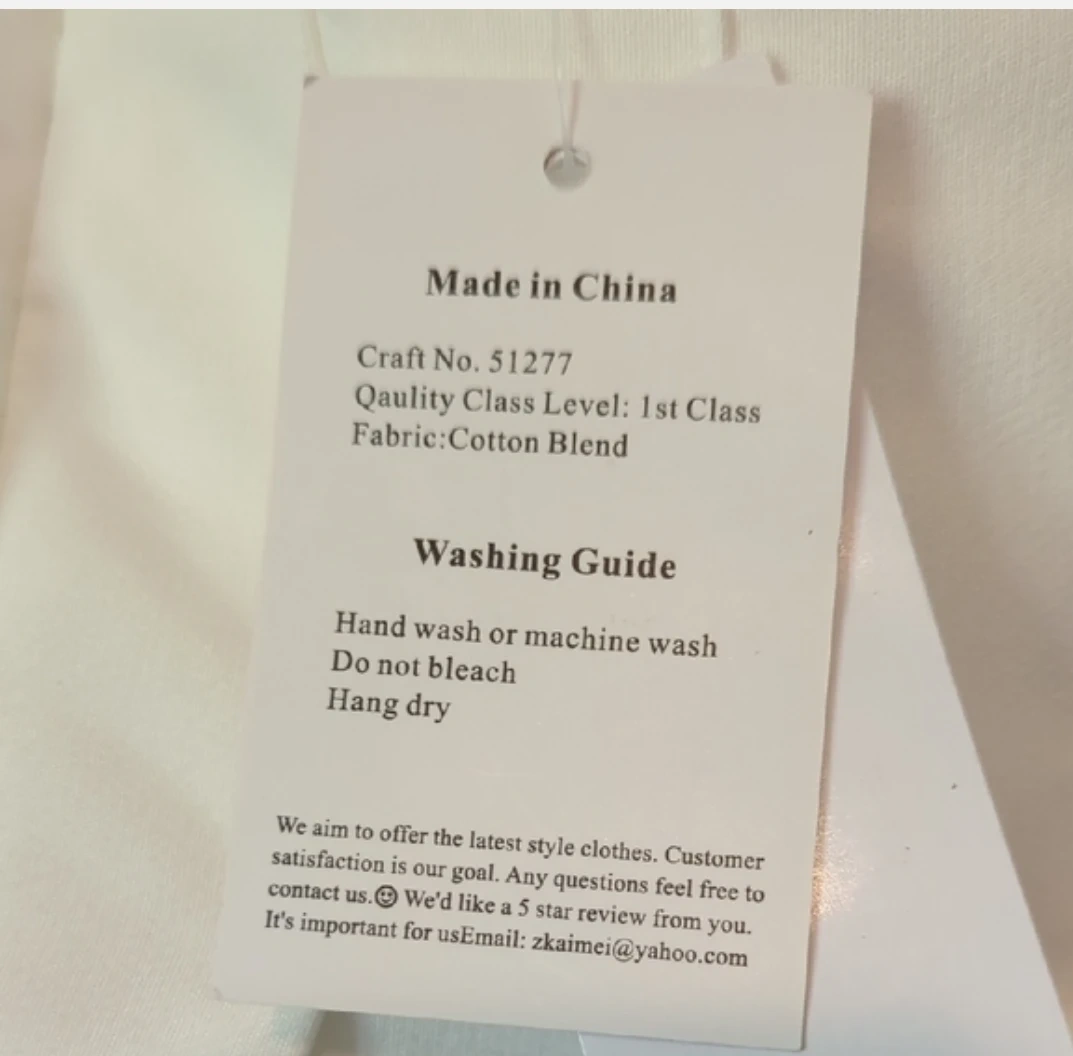 Made in China
Craft No. 51277
Qaulity Class Level: 1st Class
Fabric:Cotton Blend
Washing Guide
Hand wash or machine wash
Do not bleach
Hang dry
We aim to offer the latest style clothes. Customer
satisfaction is our goal. Any questions feel free to
contact us.☺ We'd like a 5 star review from you.
It's important for usEmail: zkaimei@yahoo.com